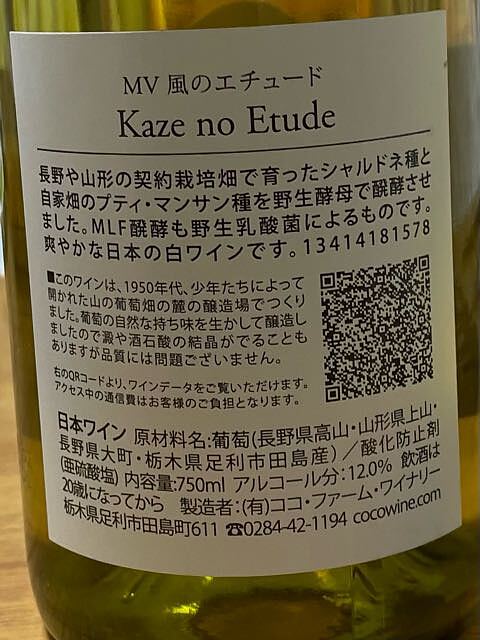 MV 風のエチュード
Kaze no Etude
長野や山形の契約栽培畑で育ったシャルドネ種と
自家畑のプティ・マンサン種を野生酵母で醗酵させ
ました。MLF醗酵も野生乳酸菌によるものです。
爽やかな日本の白ワインです。13414181578
■このワインは、1950年代、少年たちによって
開かれた山の葡萄畑の麓の醸造場でつくり
ました。葡萄の自然な持ち味を生かして醸造し
ましたので澱や酒石酸の結晶がでることも
ありますが品質には問題ございません。
右のQRコードより、ワインデータをご覧いただけます。
アクセス中の通信費はお客様のご負担となります。
日本ワイン 原材料名:葡萄(長野県高山・山形県上山・
長野県大町・栃木県足利市田島産)／酸化防止剤
(亜硫酸塩) 内容量:750ml アルコール分:12.0% 飲酒は
20歳になってから 製造者:(有)ココ・ファーム・ワイナリー
栃木県足利市田島町611 ☎0284-42-1194 cocowine.com